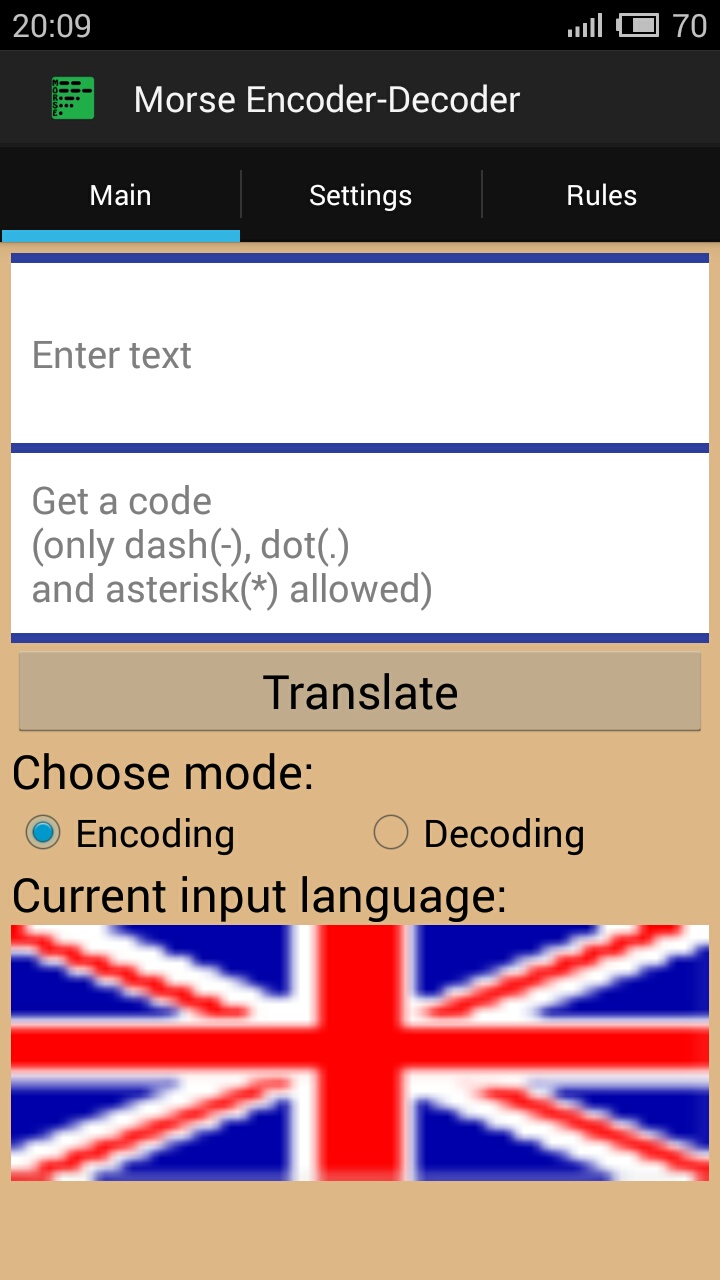 20:09
70
Morse Encoder-Decoder
Main
Settings
Rules
Enter text
Get a code
(only dash(-), dot(.)
and asterisk(*) allowed)
Translate
Choose mode:
Encoding
Decoding
Current input language: